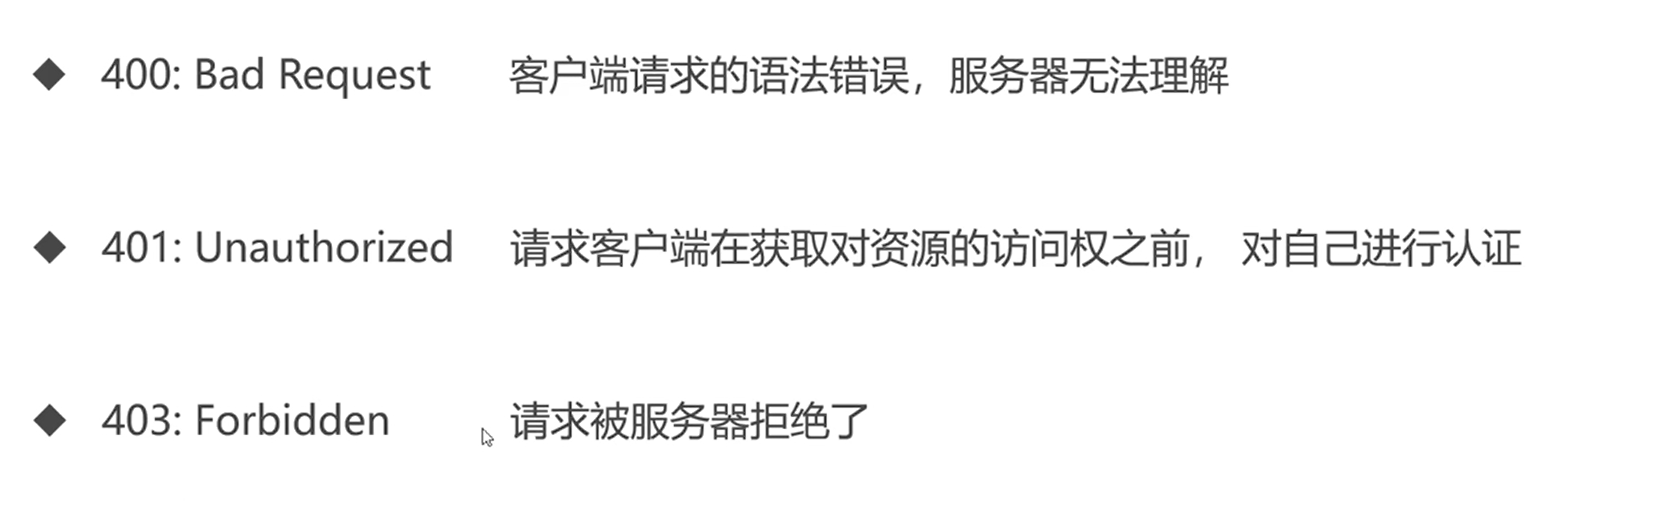 ◆ 400: Bad Request 客户端请求的语法错误，服务器无法理解
◆ 401: Unauthorized 请求客户端在获取对资源的访问权之前， 对自己进行认证
◆ 403: Forbidden 请求被服务器拒绝了